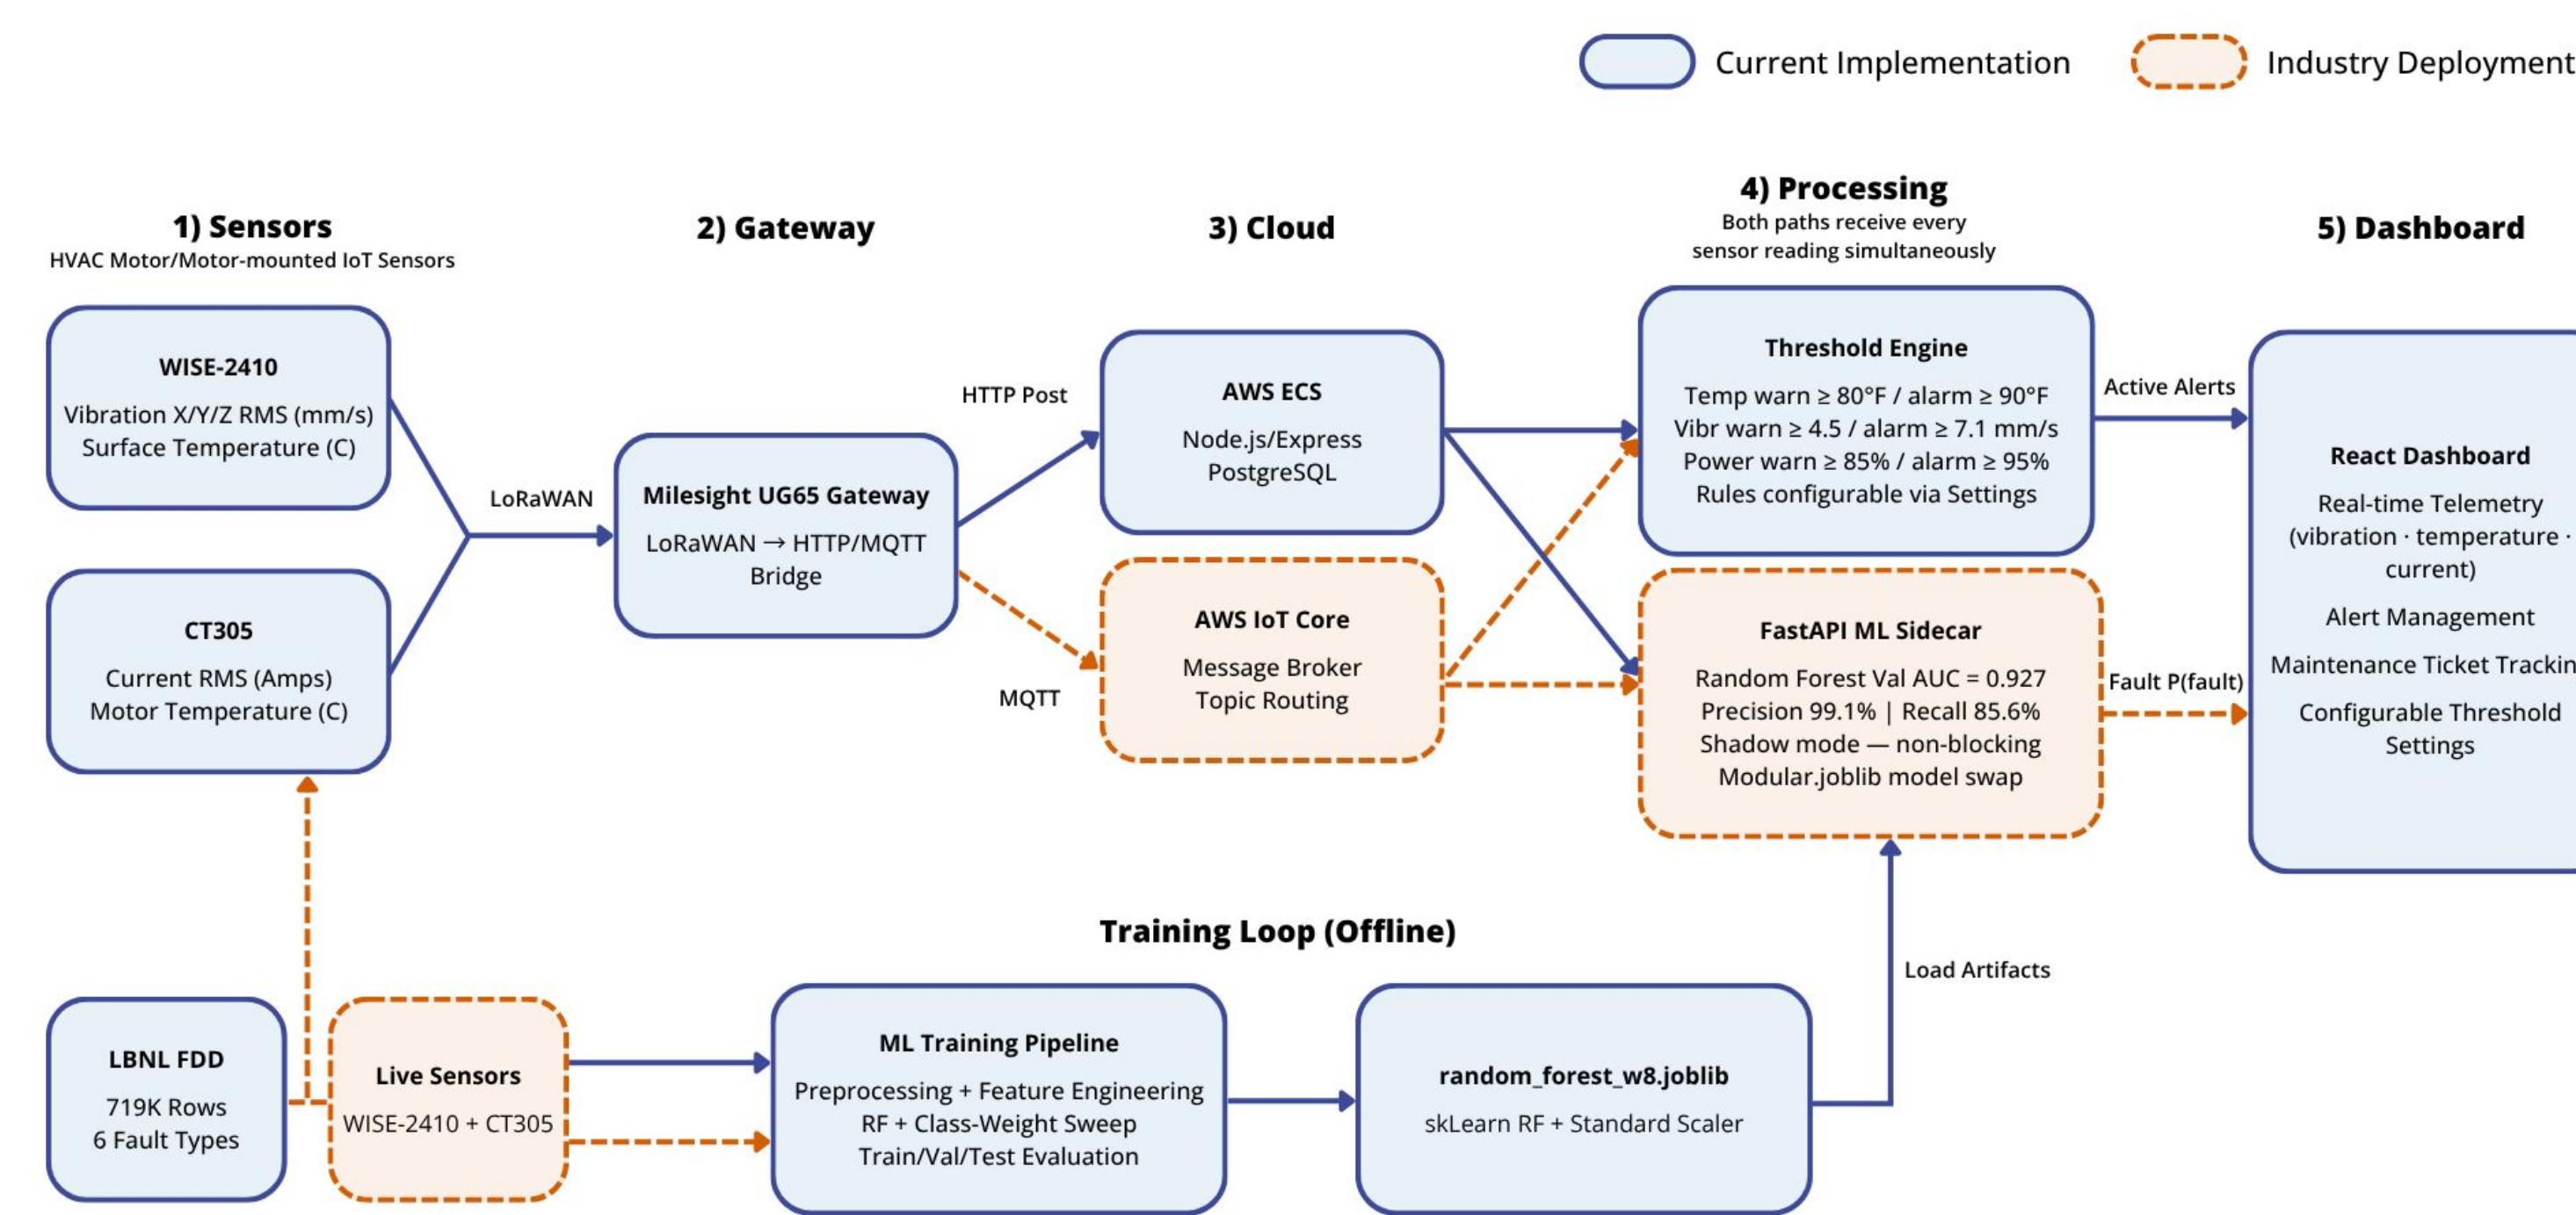 Current Implementation
Industry Deployment
1) Sensors
HVAC Motor/Motor-mounted IoT Sensors
2) Gateway
3) Cloud
4) Processing
Both paths receive every
sensor reading simultaneously
5) Dashboard
WISE-2410
Vibration X/Y/Z RMS (mm/s)
Surface Temperature (C)
CT305
Current RMS (Amps)
Motor Temperature (C)
LoRaWAN
Milesight UG65 Gateway
LoRaWAN → HTTP/MQTT
Bridge
HTTP Post
MQTT
AWS ECS
Node.js/Express
PostgreSQL
AWS IoT Core
Message Broker
Topic Routing
Threshold Engine
Temp warn ≥ 80°F / alarm ≥ 90°F
Vibr warn ≥ 4.5 / alarm ≥ 7.1 mm/s
Power warn ≥ 85% / alarm ≥ 95%
Rules configurable via Settings
FastAPI ML Sidecar
Random Forest Val AUC = 0.927
Precision 99.1% | Recall 85.6%
Shadow mode — non-blocking
Modular.joblib model swap
Active Alerts
Fault P(fault)
React Dashboard
Real-time Telemetry
(vibration · temperature ·
current)
Alert Management
Maintenance Ticket Trackin
Configurable Threshold
Settings
Training Loop (Offline)
Load Artifacts
LBNL FDD
719K Rows
6 Fault Types
Live Sensors
WISE-2410 + CT305
ML Training Pipeline
Preprocessing + Feature Engineering
RF + Class-Weight Sweep
Train/Val/Test Evaluation
random_forest_w8.joblib
skLearn RF + Standard Scaler